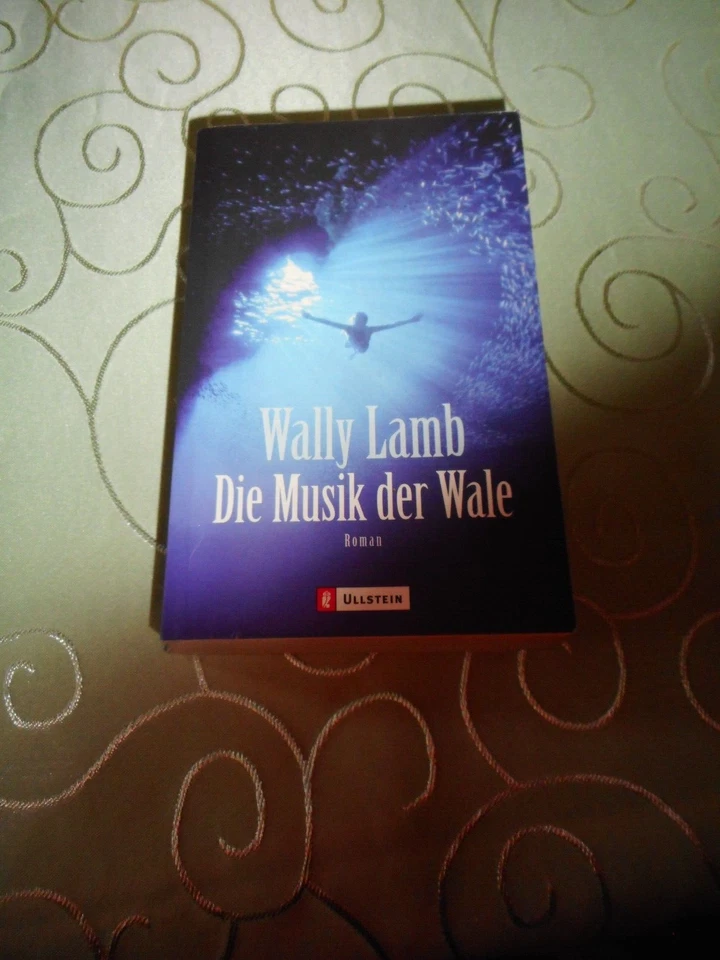 Wally Lamb
Die Musik der Wale
Roman
ULLSTEIN